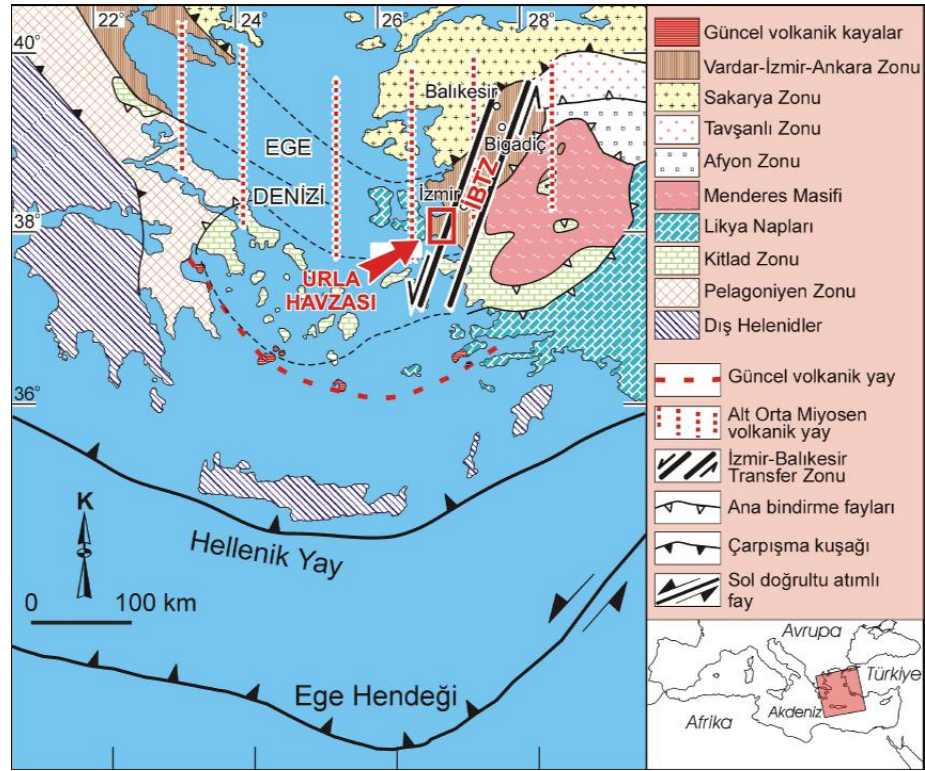 22°
24
26
28°
40°
38
36°
Balıkesir
Bigadiç
EGE
DENİZİ
İzmir
İBTZ
URLA
HAVZASI
K
0 100 km
Hellenik Yay
Ege Hendeği
Güncel volkanik kayalar
Vardar-İzmir-Ankara Zonu
Sakarya Zonu
Tavşanlı Zonu
Afyon Zonu
Menderes Masifi
Likya Napları
Kitlad Zonu
Pelagoniyen Zonu
Dış Helenidler
Güncel volkanik yay
Alt Orta Miyosen
volkanik yay
İzmir-Balıkesir
Transfer Zonu
Ana bindirme fayları
Çarpışma kuşağı
Sol doğrultu atımlı
fay
Avrupa
Türkiye
Akdeniz
Afrika